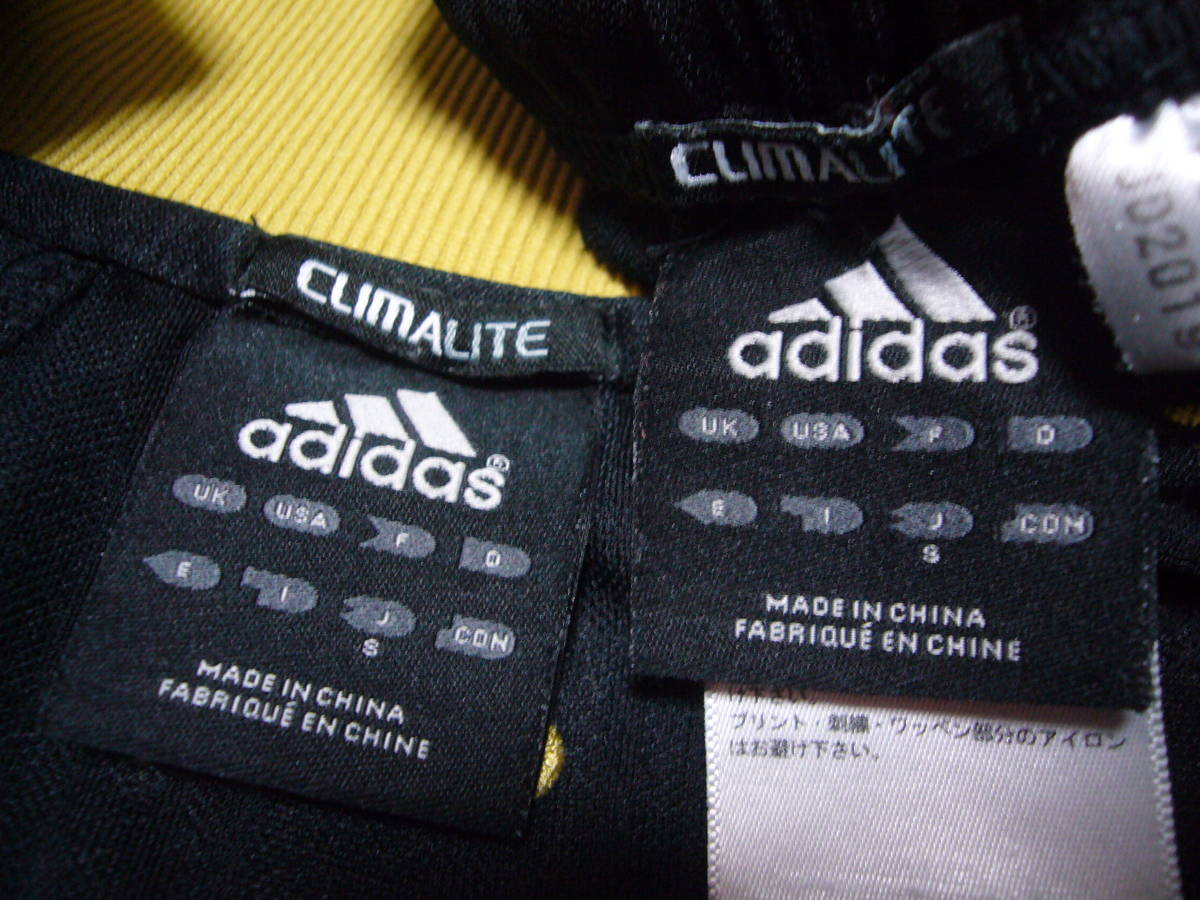 CLIMALITE
adidas
UK USA F D
E I J CON
S
MADE IN CHINA
FABRIQUÉ EN CHINE
CLIMALITE
adidas
UK USA F D
E I J CON
S
MADE IN CHINA
FABRIQUÉ EN CHINE
プリント・刺繍・ワッペン部分のアイロン
はお避け下さい。